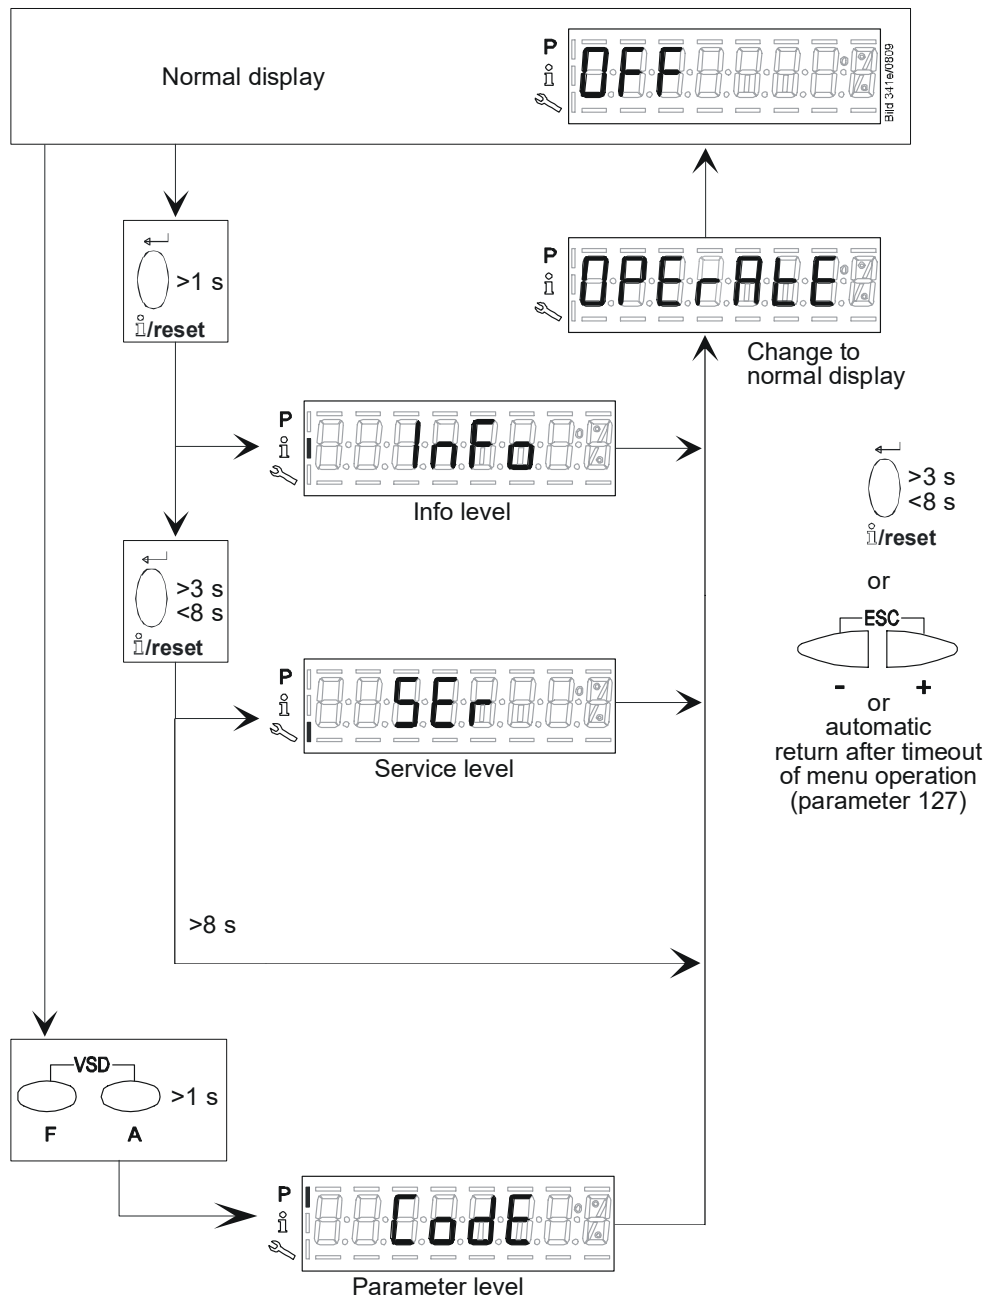 Normal display
P
i
OFF
Bild 341e/0809
>1 s
i/reset
P
i
OPErAtE
Change to
normal display
P
i
InFo
Info level
>3 s
<8 s
i/reset
or
ESC
- +
or
automatic
return after timeout
of menu operation
(parameter 127)
>3 s
<8 s
i/reset
P
i
SEr
Service level
>8 s
VSD
>1 s
F A
P
i
CodE
Parameter level